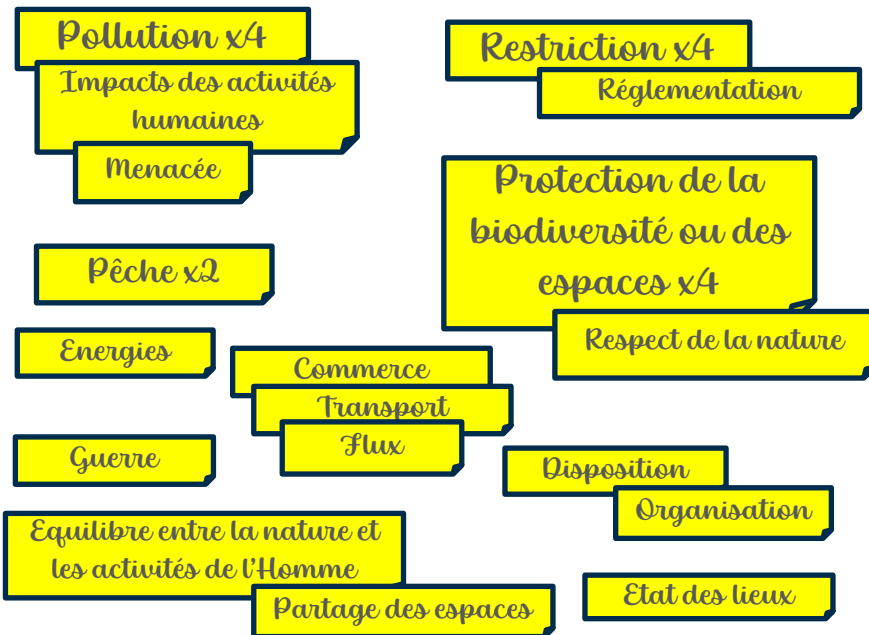 Pollution x4
Impacts des activités
humaines
Menacée
Restriction x4
Réglementation
Protection de la
biodiversité ou des
espaces x4
Respect de la nature
Pêche x2
Energies
Commerce
Transport
Flux
Guerre
Disposition
Organisation
Equilibre entre la nature et
les activités de l'Homme
Partage des espaces
Etat des lieux